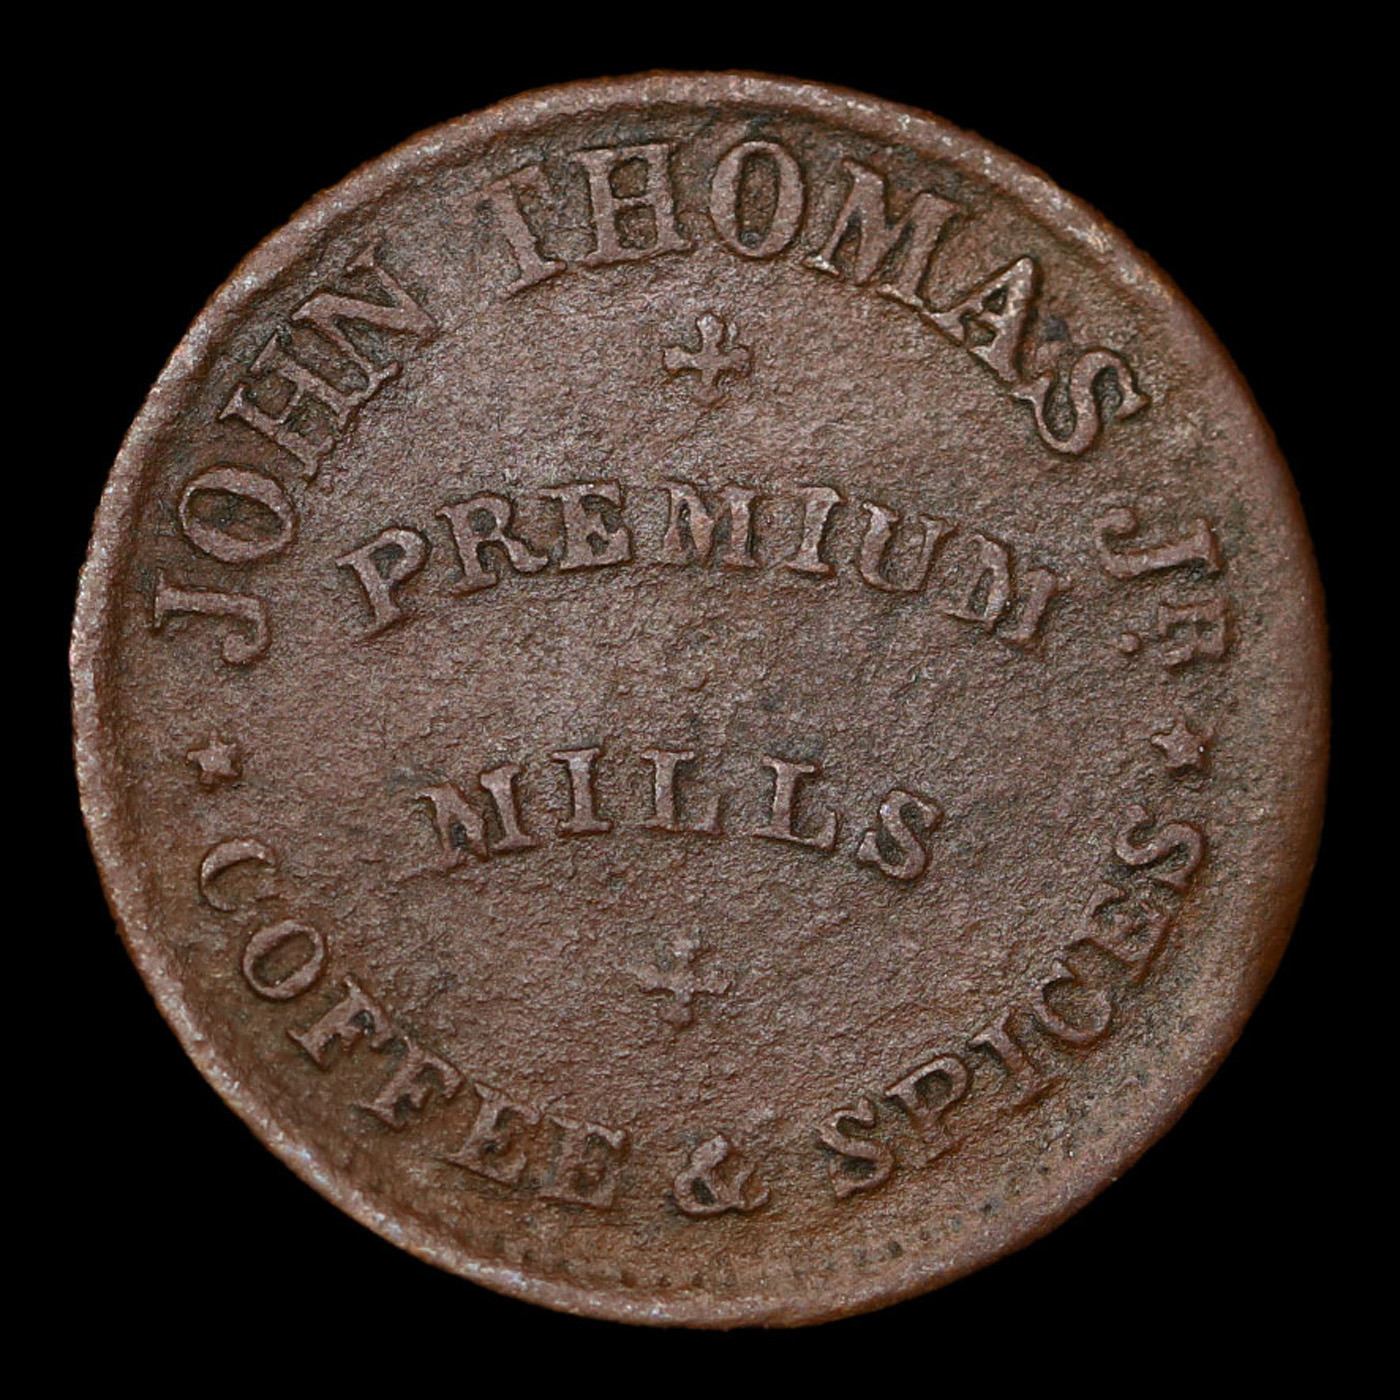 JOHN THOMAS JR.
PREMIUM
MILLS
COFFEE & SPICES